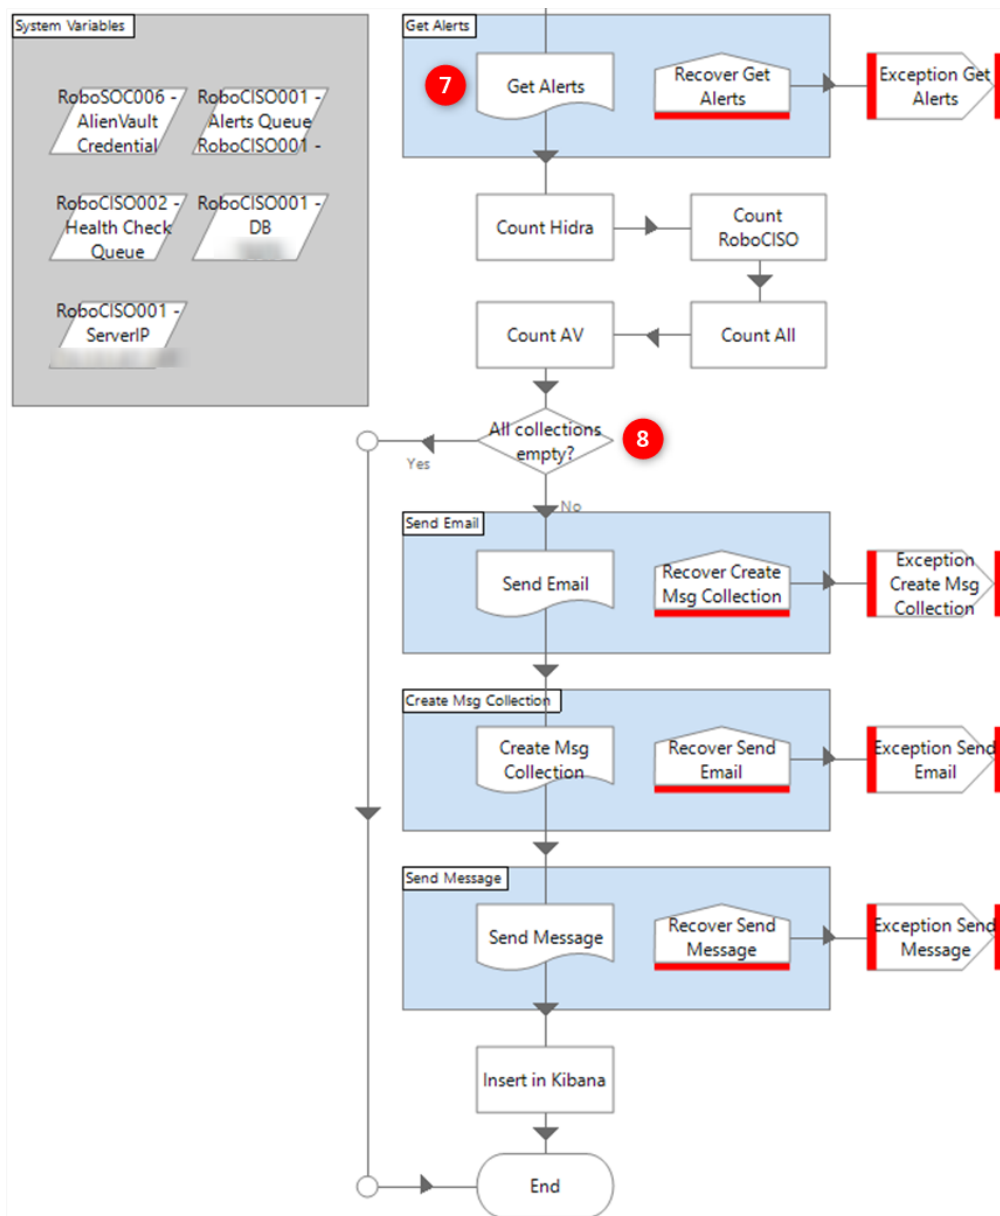 System Variables
RoboSOC006 -
AlienVault
Credential
RoboCISO001 -
Alerts Queue
RoboCISO001 -
RoboCISO002 -
Health Check
Queue
RoboCISO001 -
DB
RoboCISO001 -
ServerIP
Get Alerts
7
Get Alerts
Recover Get
Alerts
Exception Get
Alerts
Count Hidra
Count
RoboCISO
Count AV
Count All
All collections
empty?
8
Yes
No
Send Email
Send Email
Recover Create
Msg Collection
Exception
Create Msg
Collection
Create Msg Collection
Create Msg
Collection
Recover Send
Email
Exception Send
Email
Send Message
Send Message
Recover Send
Message
Exception Send
Message
Insert in Kibana
End